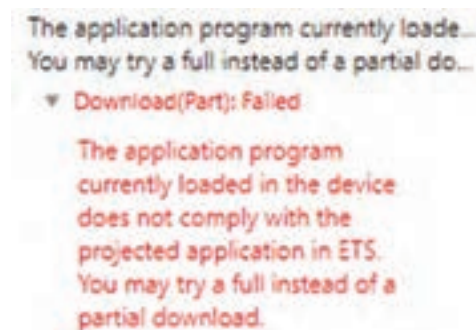 The application program currently loade...
You may try a full instead of a partial do...
Download(Part): Failed
The application program
currently loaded in the device
does not comply with the
projected application in ETS.
You may try a full instead of a
partial download.